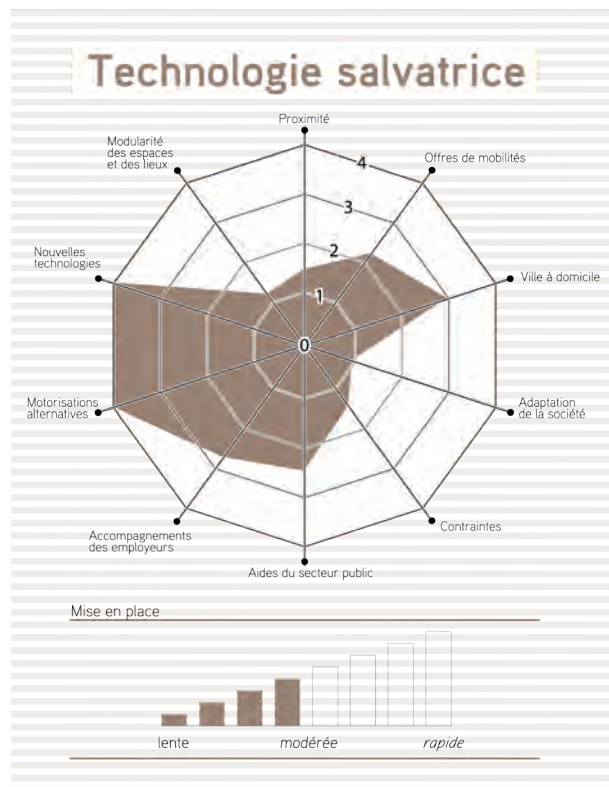 Technologie salvatrice
Proximité
Modularité
des espaces
et des lieux
Offres de mobilités
4
3
Nouvelles
technologies
2
Ville à domicile
1
0
Motorisations
alternatives
Adaptation
de la société
Accompagnements
des employeurs
Contraintes
Aides du secteur public
Mise en place
lente
modérée
rapide